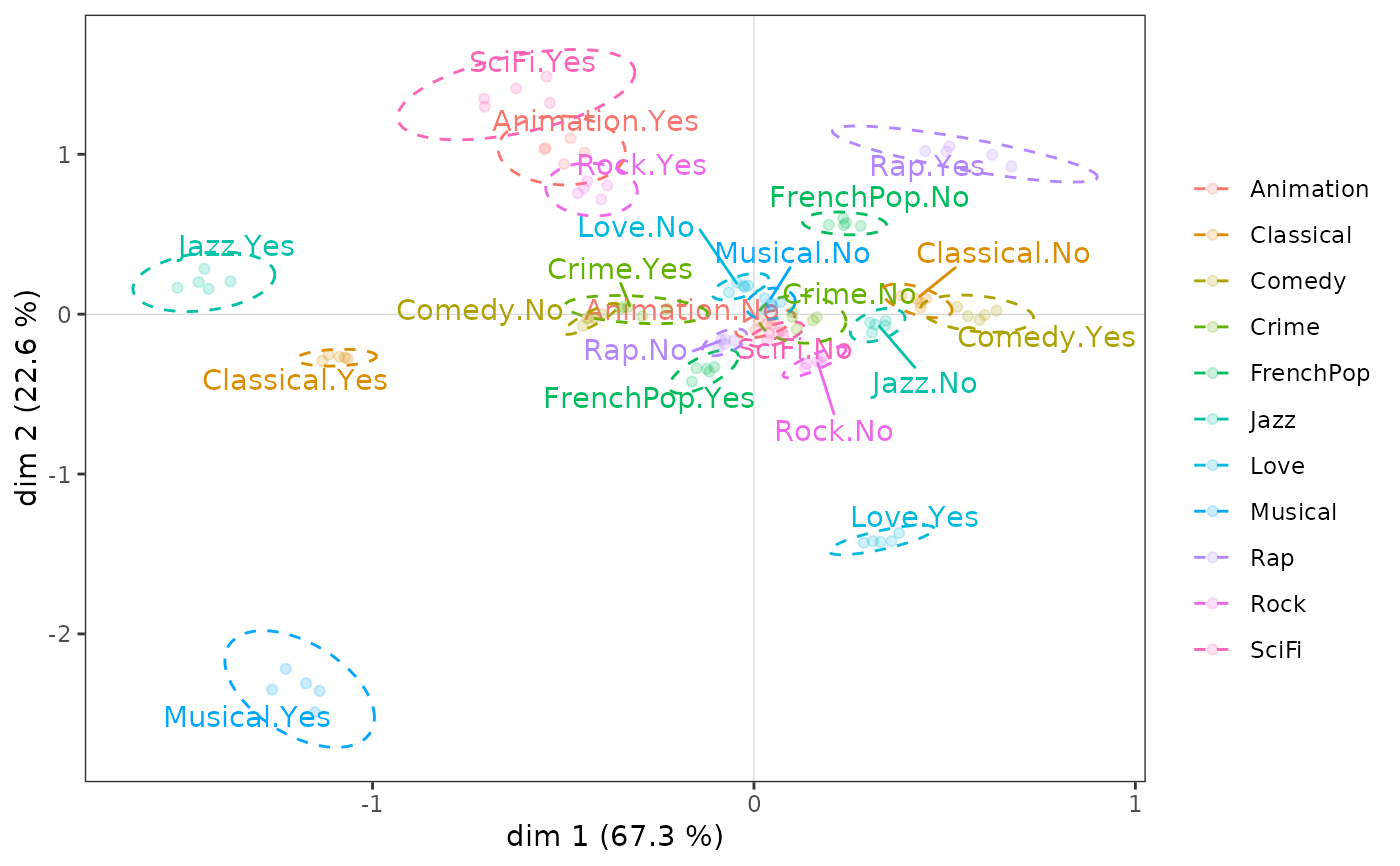 SciFi.Yes
Animation.Yes
Rock.Yes
Rap.Yes
FrenchPop.No
Love.No
Jazz.Yes
Musical.No
Classical.No
Crime.Yes
Crime.No
Comedy.No
Animation.No
Comedy.Yes
Rap.No
SciFi.No
Classical.Yes
Jazz.No
FrenchPop.Yes
Rock.No
Love.Yes
Musical.Yes
1
0
-1
-2
dim 2 (22.6 %)
-1
0
1
dim 1 (67.3 %)
Animation
Classical
Comedy
Crime
FrenchPop
Jazz
Love
Musical
Rap
Rock
SciFi